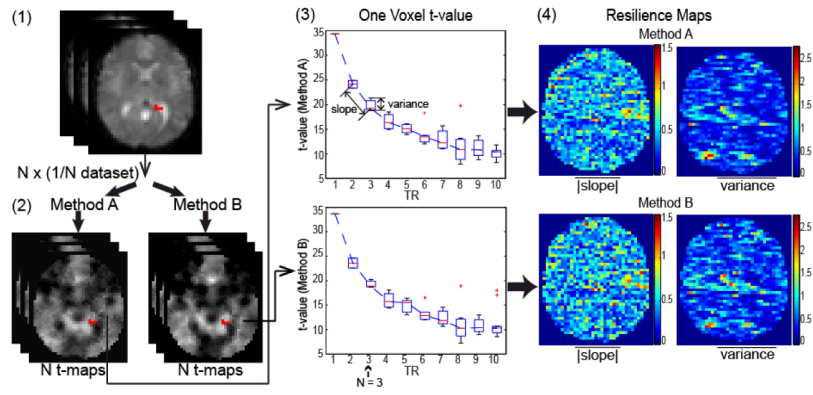 (1)
N x (1/N dataset)
(2)
Method A
Method B
N t-maps
N t-maps
(3)
One Voxel t-value
t-value (Method A)
35
30
25
20
15
10
5
slope
variance
1 2 3 4 5 6 7 8 9 10
TR
t-value (Method B)
35
30
25
20
15
10
5
1 2 3 4 5 6 7 8 9 10
TR
N = 3
(4)
Resilience Maps
Method A
1.5
1
0.5
0
2.5
2
1.5
1
0.5
0
|slope|
variance
Method B
1.5
1
0.5
0
2.5
2
1.5
1
0.5
0
|slope|
variance